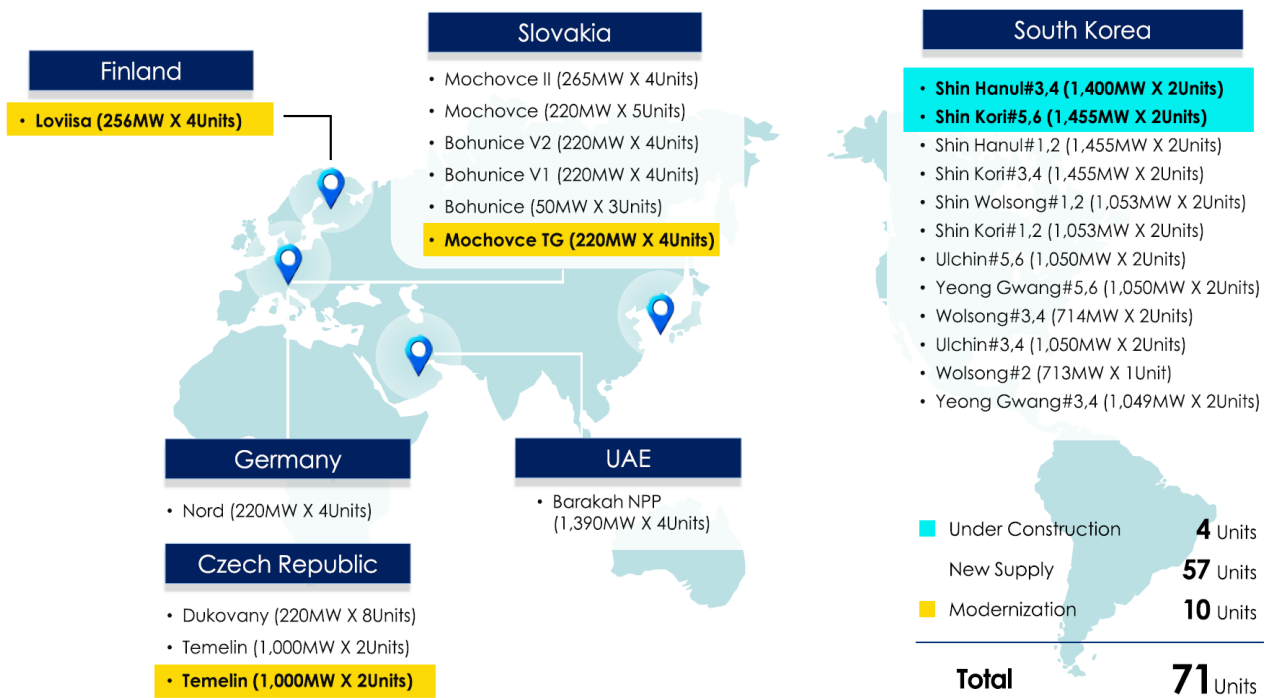 Finland
• Loviisa (256MW X 4Units)
Slovakia
• Mochovce II (265MW X 4Units)
• Mochovce (220MW X 5Units)
• Bohunice V2 (220MW X 4Units)
• Bohunice V1 (220MW X 4Units)
• Bohunice (50MW X 3Units)
• Mochovce TG (220MW X 4Units)
South Korea
• Shin Hanul#3,4 (1,400MW X 2Units)
• Shin Kori#5,6 (1,455MW X 2Units)
• Shin Hanul#1,2 (1,455MW X 2Units)
• Shin Kori#3,4 (1,455MW X 2Units)
• Shin Wolsong#1,2 (1,053MW X 2Units)
• Shin Kori#1,2 (1,053MW X 2Units)
• Ulchin#5,6 (1,050MW X 2Units)
• Yeong Gwang#5,6 (1,050MW X 2Units)
• Wolsong#3,4 (714MW X 2Units)
• Ulchin#3,4 (1,050MW X 2Units)
• Wolsong#2 (713MW X 1Unit)
• Yeong Gwang#3,4 (1,049MW X 2Units)
Germany
• Nord (220MW X 4Units)
UAE
• Barakah NPP
(1,390MW X 4Units)
Czech Republic
• Dukovany (220MW X 8Units)
• Temelin (1,000MW X 2Units)
• Temelin (1,000MW X 2Units)
Under Construction 4 Units
New Supply 57 Units
Modernization 10 Units
Total 71 Units